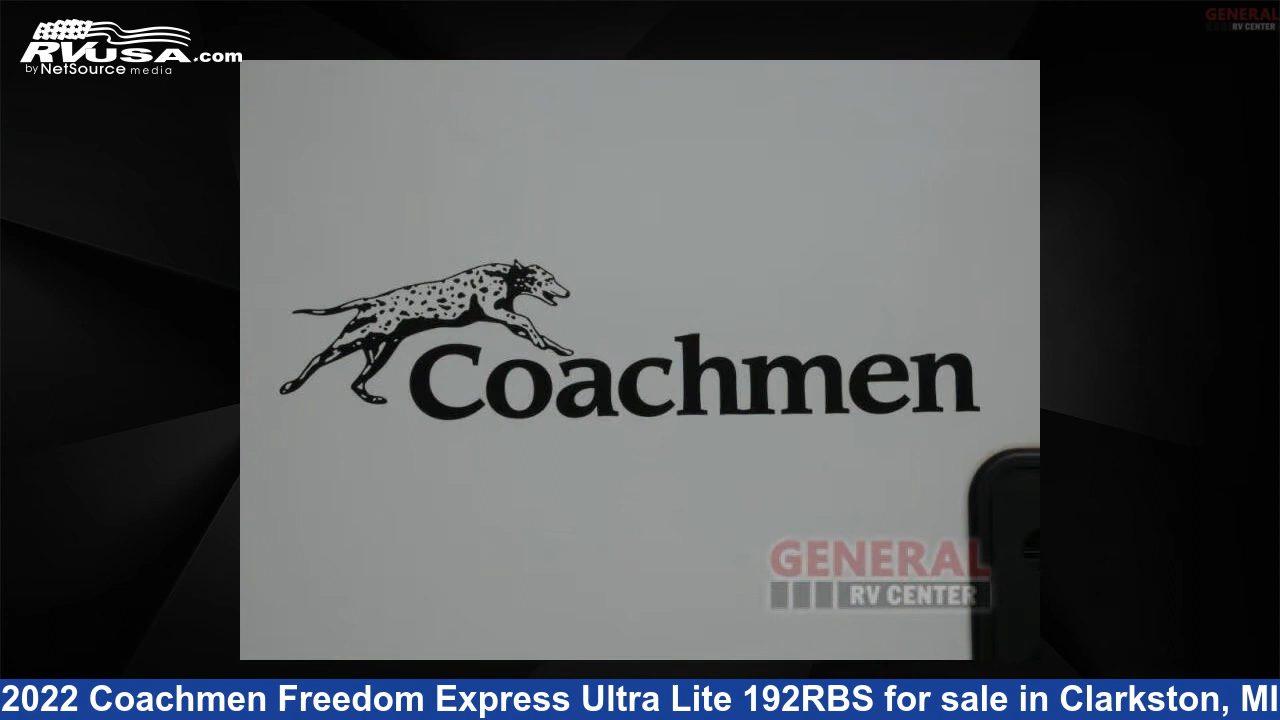 GENERAL
RV CENTER
RVUSA.com
by NetSource media
Coachmen
GENERAL
RV CENTER
2022 Coachmen Freedom Express Ultra Lite 192RBS for sale in Clarkston, MI